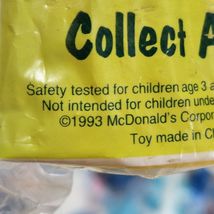 Collect A
Safety tested for children age 3 a
Not intended for children unde
©1993 McDonald's Corpor
Toy made in C